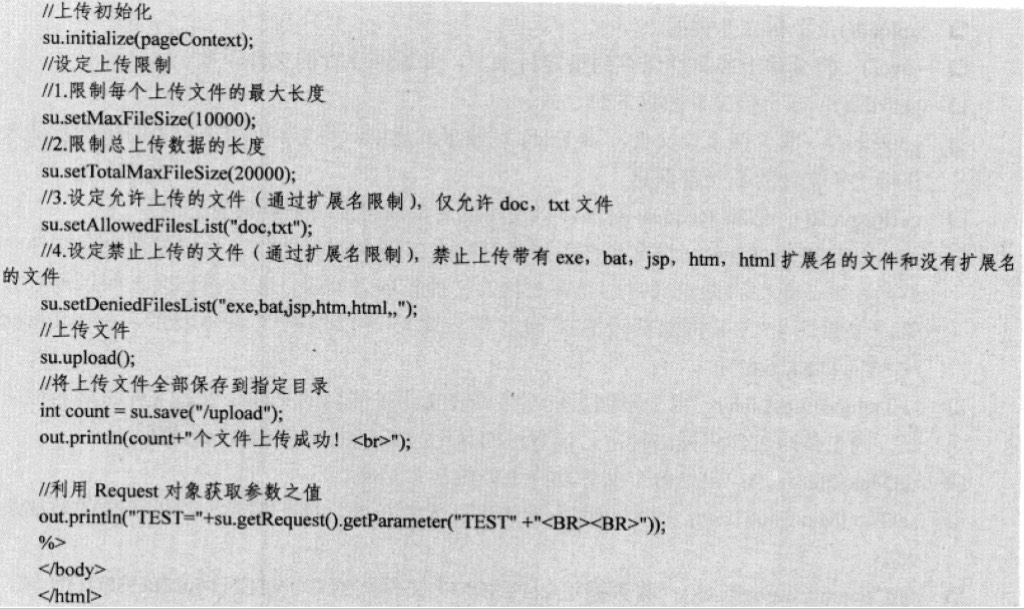 //上传初始化
su.initialize(pageContext);
//设定上传限制
//1.限制每个上传文件的最大长度
su.setMaxFileSize(10000);
//2.限制总上传数据的长度
su.setTotalMaxFileSize(20000);
//3.设定允许上传的文件（通过扩展名限制），仅允许 doc，txt 文件
su.setAllowedFilesList("doc,txt");
//4.设定禁止上传的文件（通过扩展名限制），禁止上传带有 exe，bat，jsp，htm，html 扩展名的文件和没有扩展名
的文件
su.setDeniedFilesList("exe,bat,jsp,htm,html,,");
//上传文件
su.upload();
//将上传文件全部保存到指定目录
int count = su.save("/upload");
out.println(count+"个文件上传成功！<br>");
//利用 Request 对象获取参数之值
out.println("TEST="+su.getRequest().getParameter("TEST" +"<BR><BR>"));
%>
</body>
</html>